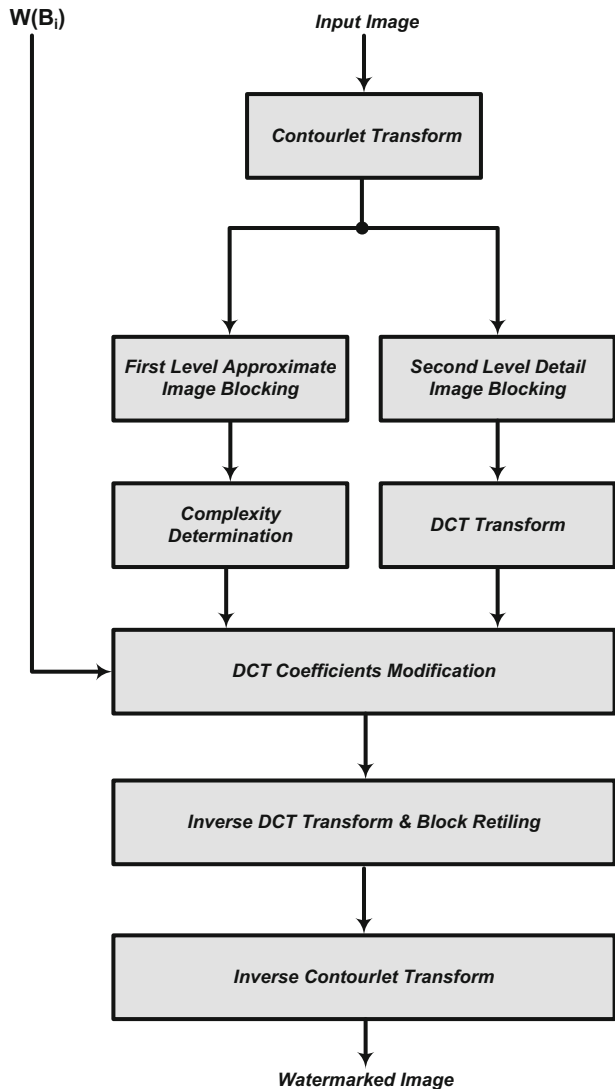 W(Bi)
Input Image
Contourlet Transform
First Level Approximate
Image Blocking
Second Level Detail
Image Blocking
Complexity
Determination
DCT Transform
DCT Coefficients Modification
Inverse DCT Transform & Block Retiling
Inverse Contourlet Transform
Watermarked Image